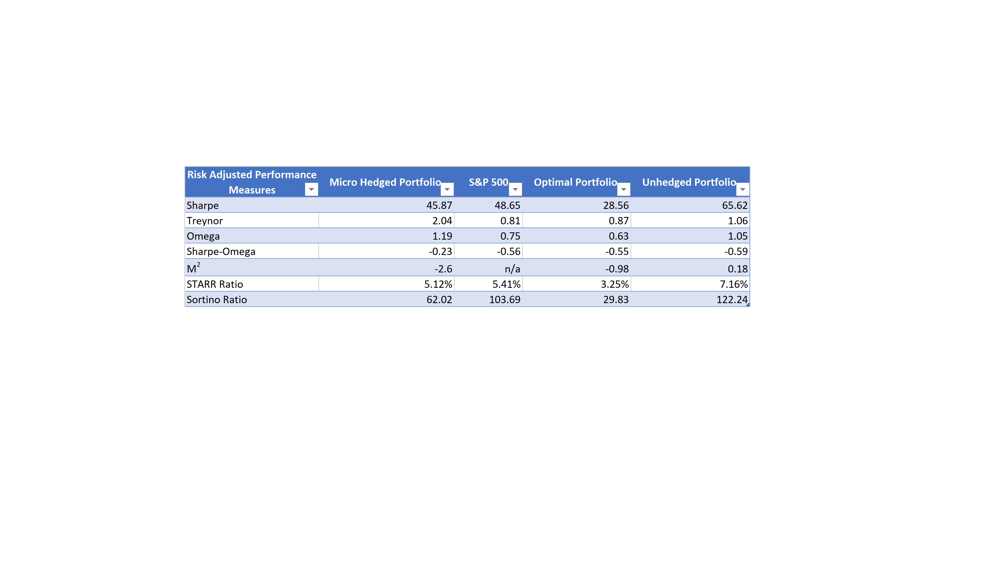 Risk Adjusted Performance Measures Micro Hedged Portfolio S&P 500 Optimal Portfolio Unhedged Portfolio
Sharpe 45.87 48.65 28.56 65.62
Treynor 2.04 0.81 0.87 1.06
Omega 1.19 0.75 0.63 1.05
Sharpe-Omega -0.23 -0.56 -0.55 -0.59
M² -2.6 n/a -0.98 0.18
STARR Ratio 5.12% 5.41% 3.25% 7.16%
Sortino Ratio 62.02 103.69 29.83 122.24